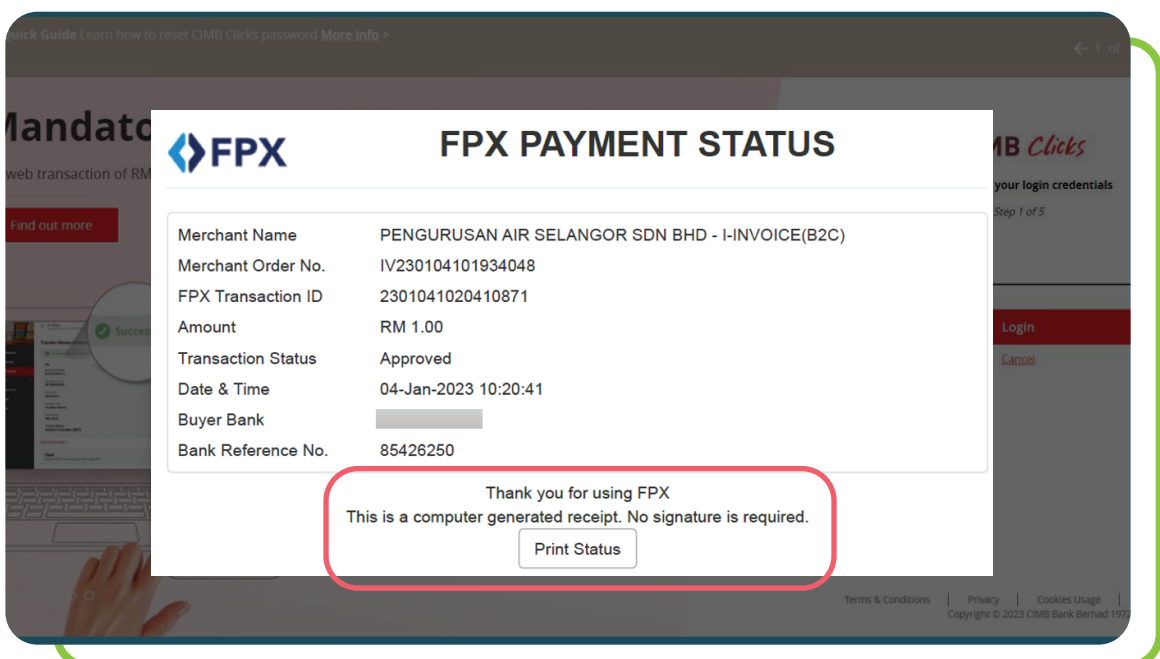 Quick Guide Learn how to reset CIMB Clicks password More info >
1 of
Mandato
web transaction of RM
Find out more
Success
FPX
FPX PAYMENT STATUS
MB Clicks
your login credentials
Step 1 of 5
Merchant Name PENGURUSAN AIR SELANGOR SDN BHD - I-INVOICE(B2C)
Merchant Order No. IV230104101934048
FPX Transaction ID 2301041020410871
Amount RM 1.00
Transaction Status Approved
Date & Time 04-Jan-2023 10:20:41
Buyer Bank
Bank Reference No. 85426250
Login
Cancel
Thank you for using FPX
This is a computer generated receipt. No signature is required.
Print Status
Terms & Conditions | Privacy | Cookies Usage |
Copyright © 2023 CIMB Bank Berhad 1972